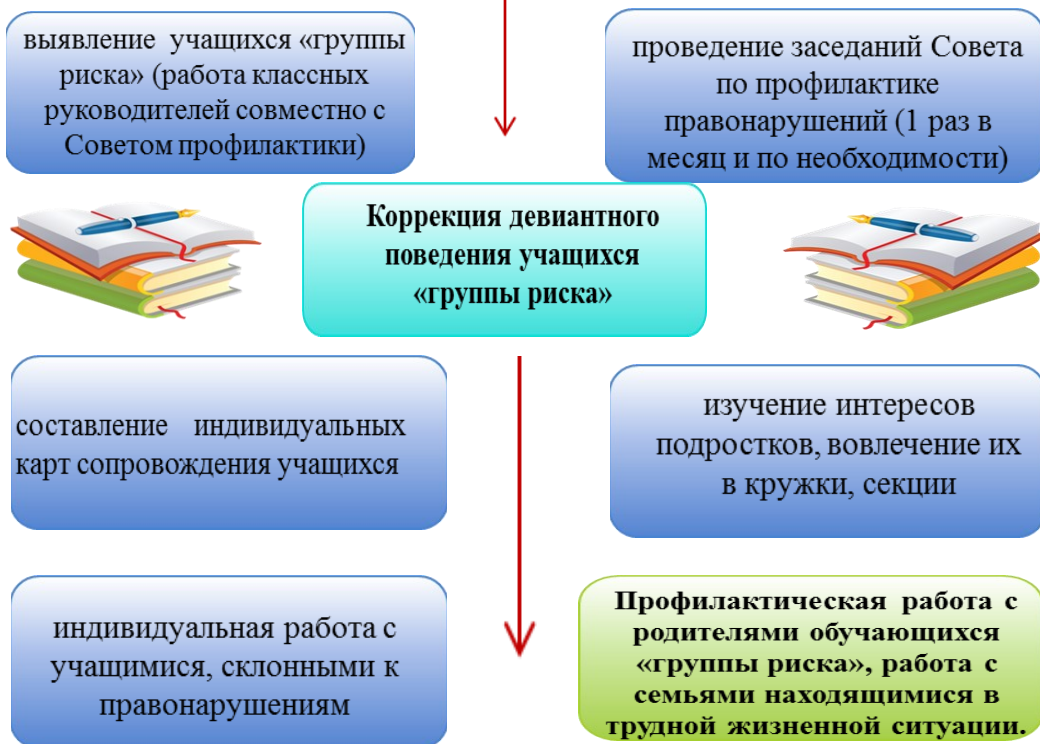 выявление учащихся «группы
риска» (работа классных
руководителей совместно с
Советом профилактики)
проведение заседаний Совета
по профилактике
правонарушений (1 раз в
месяц и по необходимости)
Коррекция девиантного
поведения учащихся
«группы риска»
составление индивидуальных
карт сопровождения учащихся
изучение интересов
подростков, вовлечение их
в кружки, секции
индивидуальная работа с
учащимися, склонными к
правонарушениям
Профилактическая работа с
родителями обучающихся
«группы риска», работа с
семьями находящимися в
трудной жизненной ситуации.